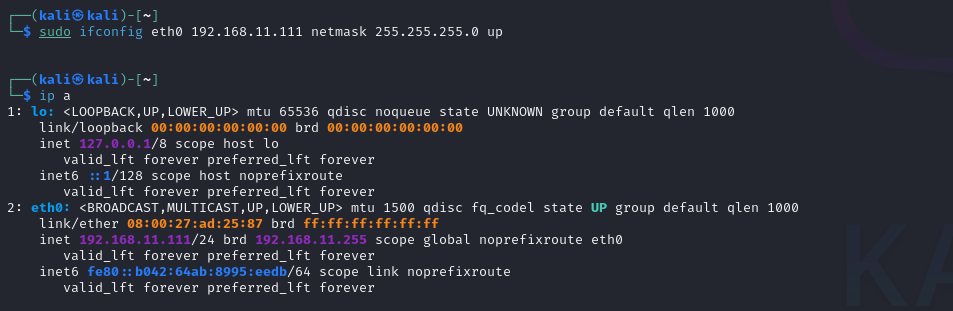 ┌──(kali㉿kali)-[~]
└─$ sudo ifconfig eth0 192.168.11.111 netmask 255.255.255.0 up
┌──(kali㉿kali)-[~]
└─$ ip a
1: lo: <LOOPBACK,UP,LOWER_UP> mtu 65536 qdisc noqueue state UNKNOWN group default qlen 1000
    link/loopback 00:00:00:00:00:00 brd 00:00:00:00:00:00
    inet 127.0.0.1/8 scope host lo
       valid_lft forever preferred_lft forever
    inet6 ::1/128 scope host noprefixroute
       valid_lft forever preferred_lft forever
2: eth0: <BROADCAST,MULTICAST,UP,LOWER_UP> mtu 1500 qdisc fq_codel state UP group default qlen 1000
    link/ether 08:00:27:ad:25:87 brd ff:ff:ff:ff:ff:ff
    inet 192.168.11.111/24 brd 192.168.11.255 scope global noprefixroute eth0
       valid_lft forever preferred_lft forever
    inet6 fe80::b042:64ab:8995:eedb/64 scope link noprefixroute
       valid_lft forever preferred_lft forever
KA